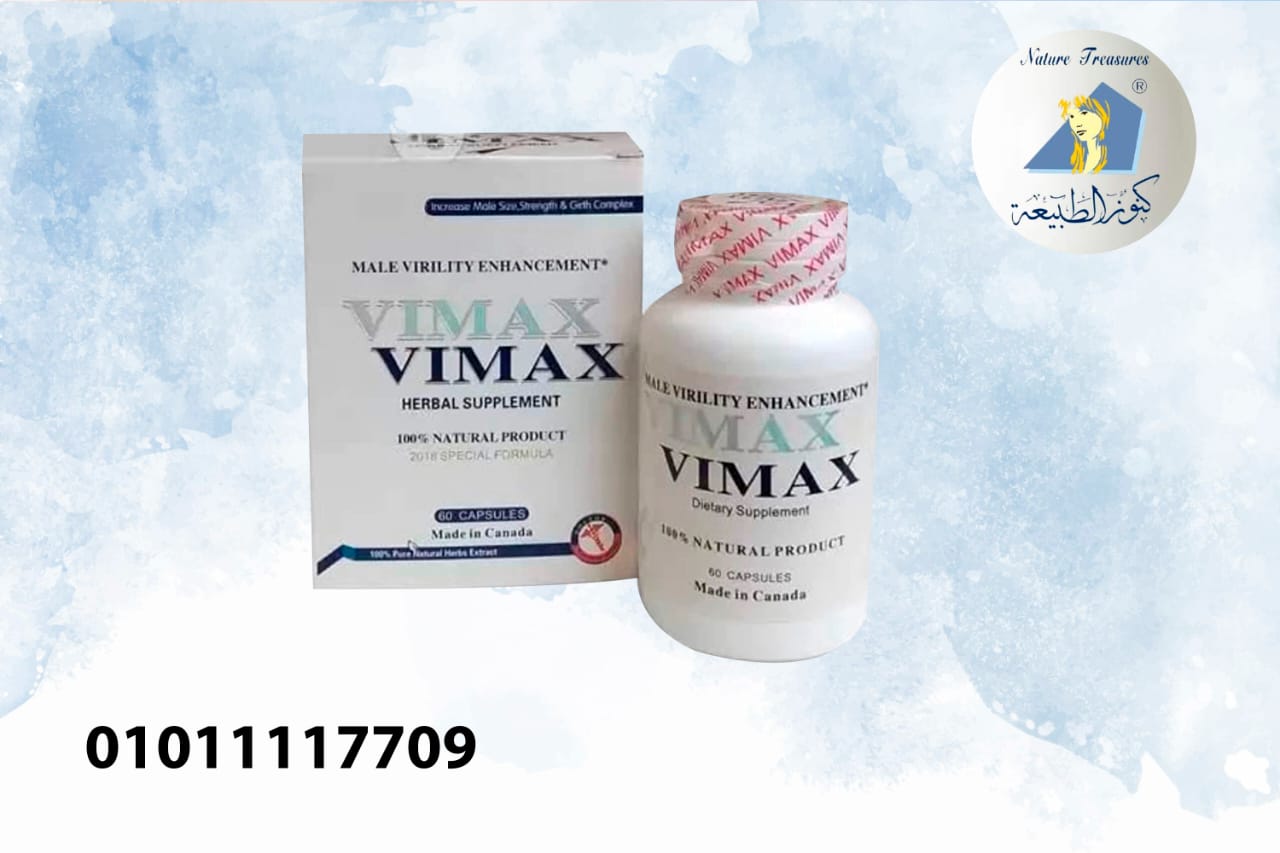 Nature Treasures
®
كنوز الطبيعة
Increase Male Size,Strength & Girth Complex
MALE VIRILITY ENHANCEMENT*
VIMAX
VIMAX
HERBAL SUPPLEMENT
100% NATURAL PRODUCT
2018 SPECIAL FORMULA
60 CAPSULES
Made in Canada
100% Pure Natural Herbs Extract
VIMAX VIMAX
MALE VIRILITY ENHANCEMENT*
VIMAX
VIMAX
Dietary Supplement
100% NATURAL PRODUCT
60 CAPSULES
Made in Canada
01011117709